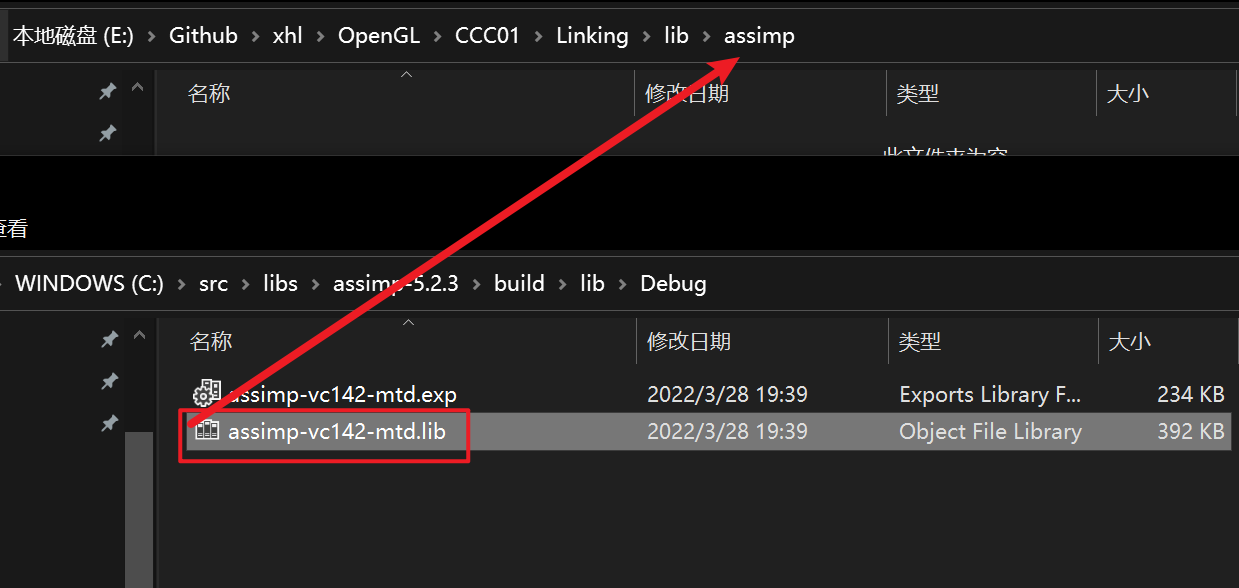 本地磁盘 (E:) › Github › xhl › OpenGL › CCC01 › Linking › lib › assimp
名称 修改日期 类型 大小
此文件夹为空
查看
WINDOWS (C:) › src › libs › assimp-5.2.3 › build › lib › Debug
名称 修改日期 类型 大小
assimp-vc142-mtd.exp 2022/3/28 19:39 Exports Library F... 234 KB
assimp-vc142-mtd.lib 2022/3/28 19:39 Object File Library 392 KB